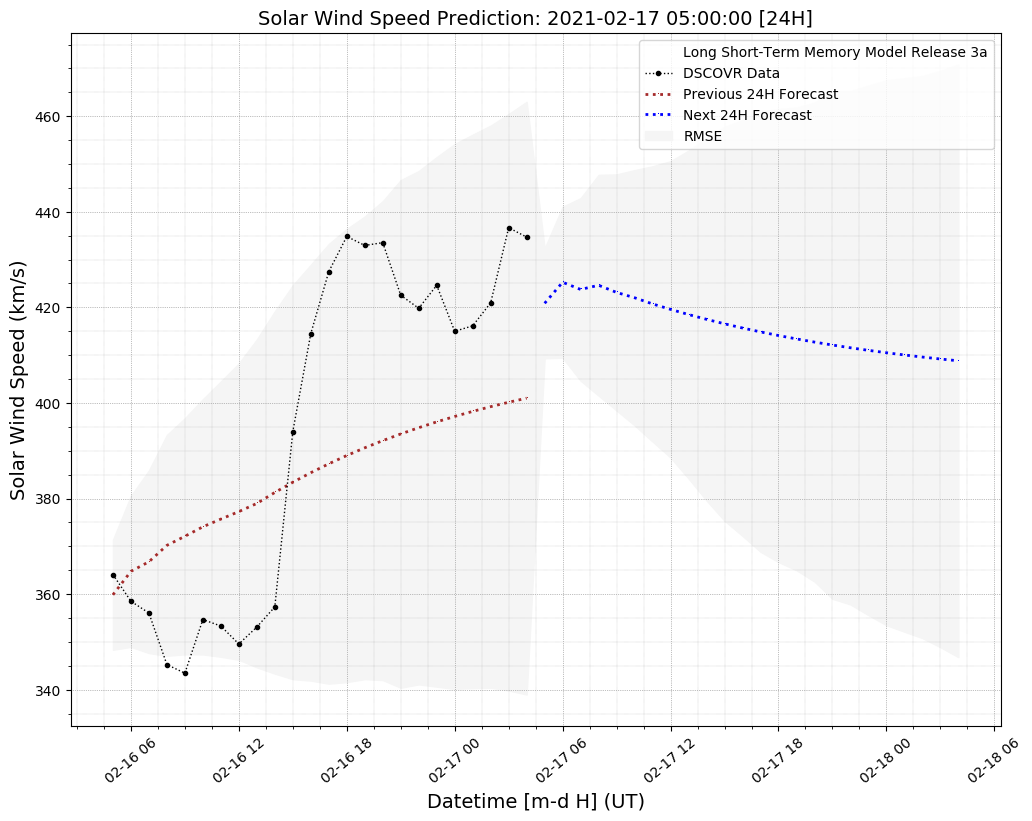 Solar Wind Speed Prediction: 2021-02-17 05:00:00 [24H]
Long Short-Term Memory Model Release 3a
DSCOVR Data
Previous 24H Forecast
Next 24H Forecast
RMSE
Solar Wind Speed (km/s)
460
440
420
400
380
360
340
02-16 06
02-16 12
02-16 18
02-17 00
02-17 06
02-17 12
02-17 18
02-18 00
02-18 06
Datetime [m-d H] (UT)